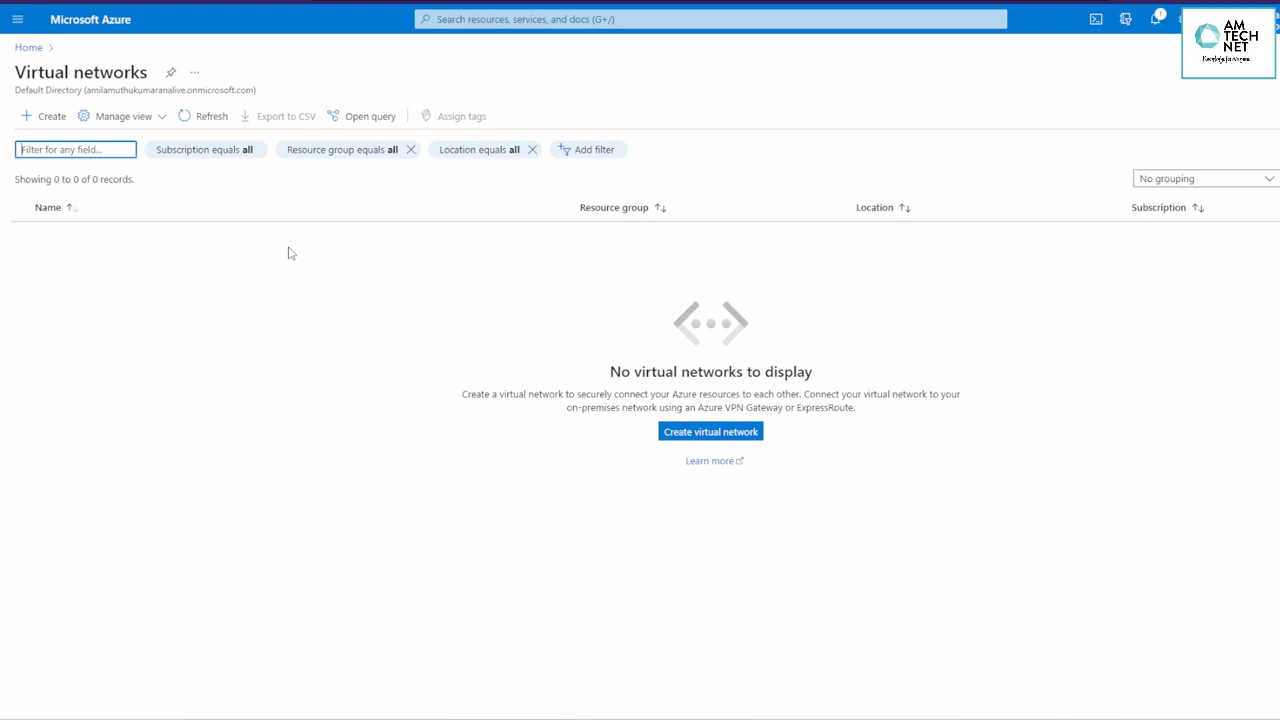 Microsoft Azure
Search resources, services, and docs (G+/)
1
AM
TECH
NET
Home
Virtual networks
Default Directory (amilamuthukumaranalive.onmicrosoft.com)
Create
Manage view
Refresh
Export to CSV
Open query
Assign tags
Filter for any field...
Subscription equals all
Resource group equals all
Location equals all
Add filter
Showing 0 to 0 of 0 records.
No grouping
Name
Resource group
Location
Subscription
No virtual networks to display
Create a virtual network to securely connect your Azure resources to each other. Connect your virtual network to your
on-premises network using an Azure VPN Gateway or ExpressRoute.
Create virtual network
Learn more